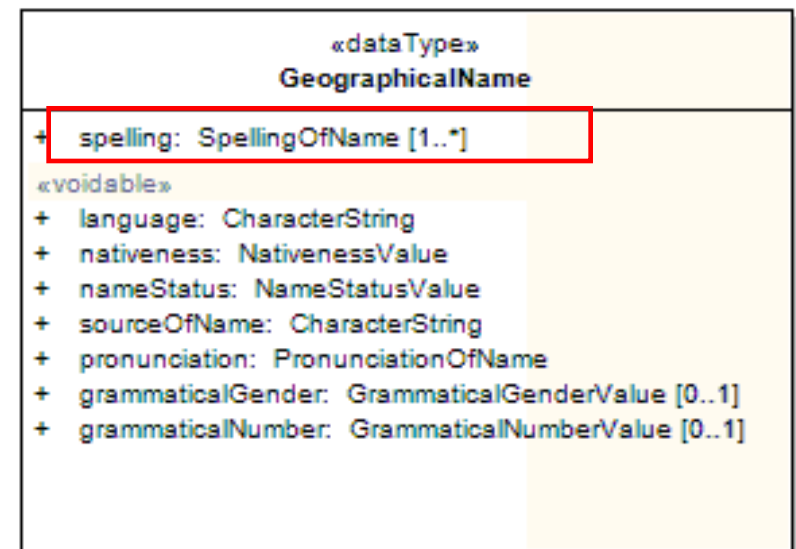 «dataType»
GeographicalName
+ spelling: SpellingOfName [1..*]
«voidable»
+ language: CharacterString
+ nativeness: NativenessValue
+ nameStatus: NameStatusValue
+ sourceOfName: CharacterString
+ pronunciation: PronunciationOfName
+ grammaticalGender: GrammaticalGenderValue [0..1]
+ grammaticalNumber: GrammaticalNumberValue [0..1]